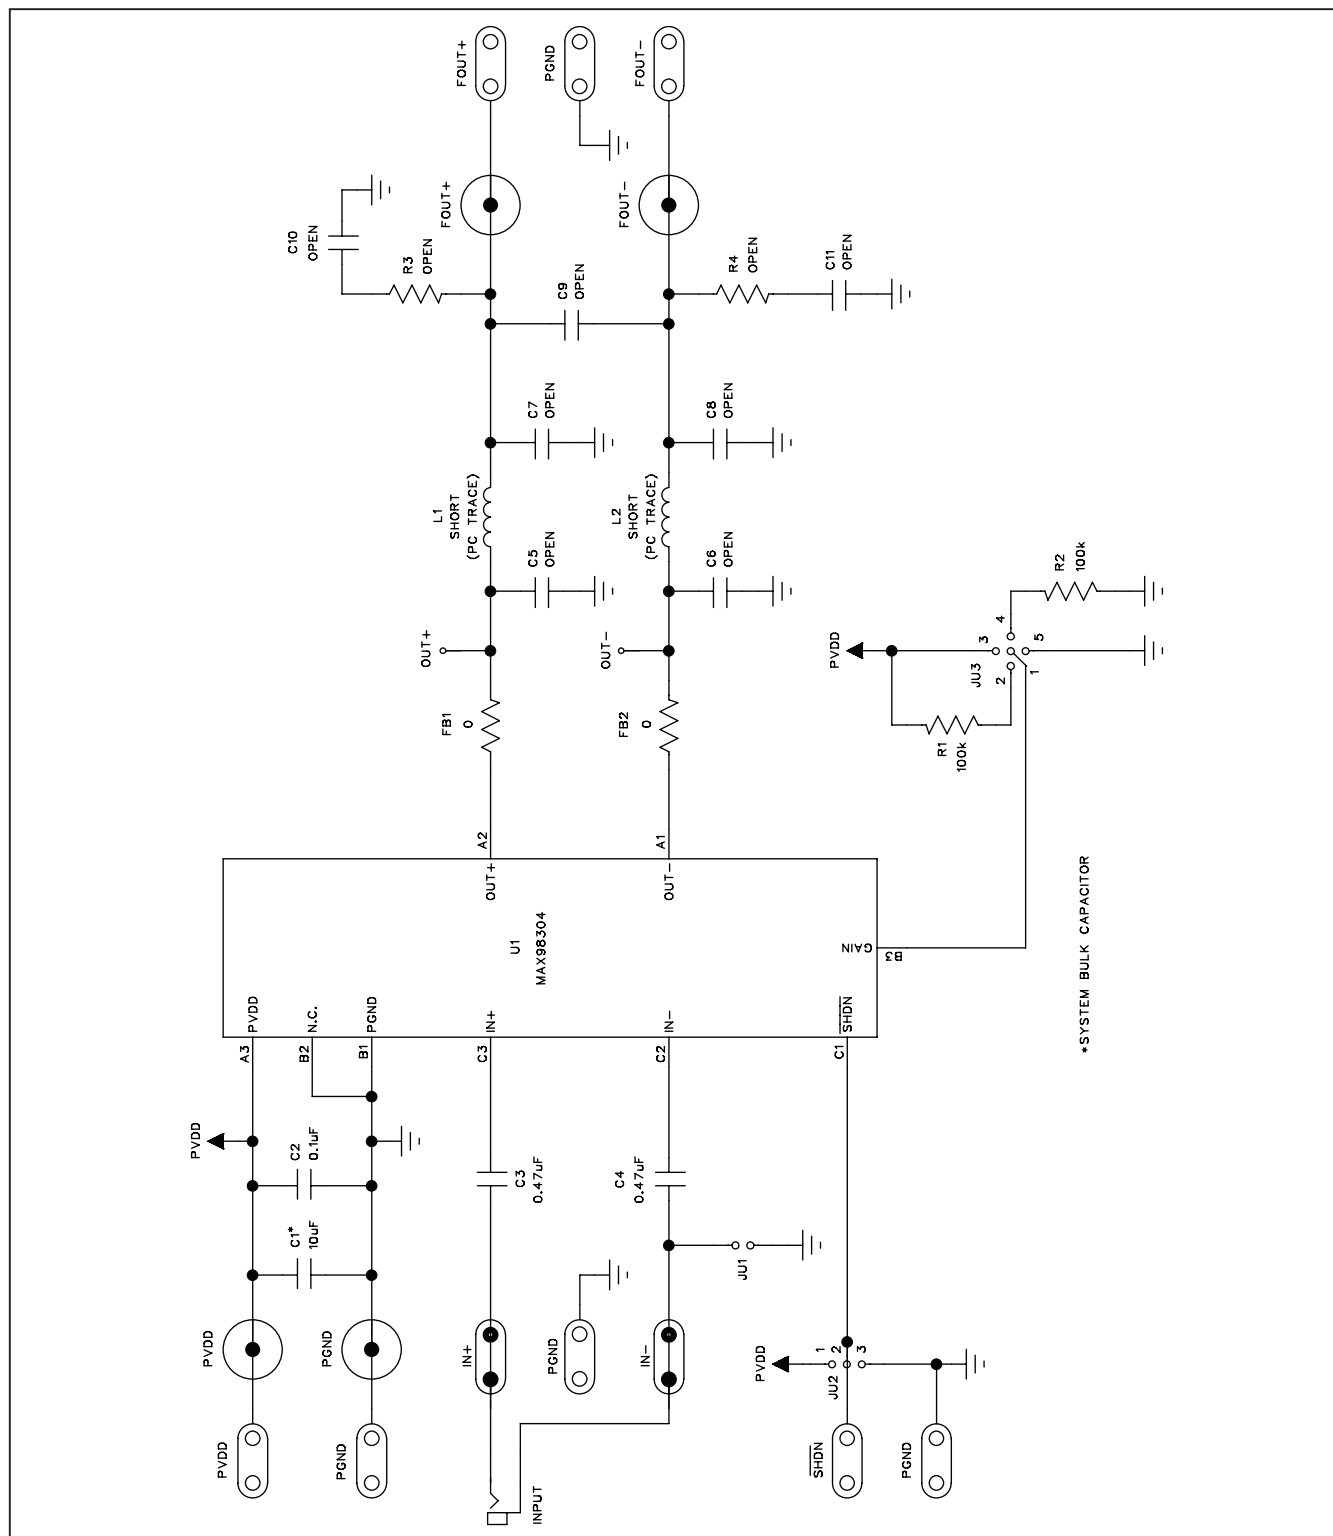 FOUT+
PGND
FOUT-
FOUT+
FOUT-
C10
OPEN
R3
OPEN
C9
OPEN
R4
OPEN
C11
OPEN
C7
OPEN
C8
OPEN
L1
SHORT
(PC TRACE)
L2
SHORT
(PC TRACE)
C5
OPEN
C6
OPEN
R2
100k
OUT+
OUT-
PVDD
3
4
JU3
2
5
1
FB1
0
FB2
0
R1
100k
A2
A1
OUT+
OUT-
U1
MAX98304
GAIN
B3
PVDD
N.C.
PGND
IN+
IN-
SHDN
A3
B2
B1
C3
C2
C1
*SYSTEM BULK CAPACITOR
PVDD
C2
0.1uF
C1*
10uF
C3
0.47uF
C4
0.47uF
JU1
PVDD
PGND
IN+
PGND
IN-
PVDD
1
2
3
JU2
PVDD
PGND
SHDN
PGND
INPUT